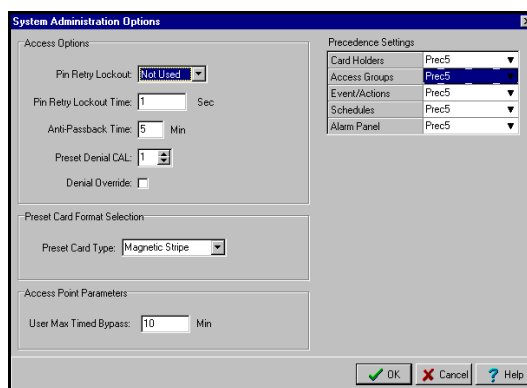 System Administration Options
Access Options
Pin Retry Lockout: Not Used
Pin Retry Lockout Time: 1 Sec
Anti-Passback Time: 5 Min
Preset Denial CAL: 1
Denial Override:
Preset Card Format Selection
Preset Card Type: Magnetic Stripe
Access Point Parameters
User Max Timed Bypass: 10 Min
Precedence Settings
Card Holders Prec5
Access Groups Prec5
Event/Actions Prec5
Schedules Prec5
Alarm Panel Prec5
OK Cancel ? Help